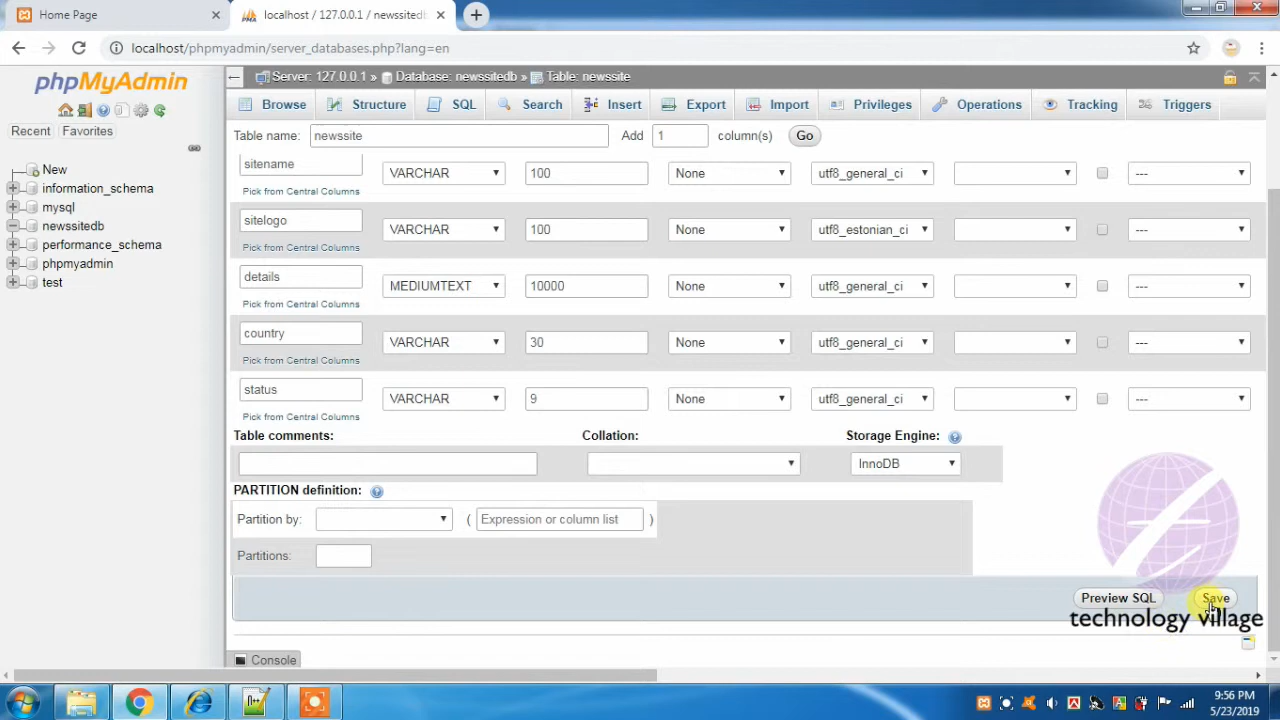 Home Page
localhost / 127.0.0.1 / newssitedb
localhost/phpmyadmin/server_databases.php?lang=en
phpMyAdmin
Recent Favorites
New
information_schema
mysql
newssitedb
performance_schema
phpmyadmin
test
Server: 127.0.0.1 » Database: newssitedb » Table: newssite
Browse Structure SQL Search Insert Export Import Privileges Operations Tracking Triggers
Table name: newssite Add 1 column(s) Go
sitename VARCHAR 100 None utf8_general_ci ---
Pick from Central Columns
sitelogo VARCHAR 100 None utf8_estonian_ci ---
Pick from Central Columns
details MEDIUMTEXT 10000 None utf8_general_ci ---
Pick from Central Columns
country VARCHAR 30 None utf8_general_ci ---
Pick from Central Columns
status VARCHAR 9 None utf8_general_ci ---
Pick from Central Columns
Table comments: Collation: Storage Engine:
InnoDB
PARTITION definition:
Partition by: ( Expression or column list )
Partitions:
Preview SQL Save
technology village
Console
9:56 PM
5/23/2019